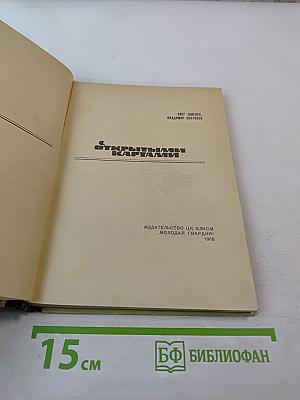 ОЛЕГ ШМЕЛЕВ,
ВЛАДИМИР ВОСТОКОВ
С
ОТКРЫТЫМИ
КАРТАМИ
ИЗДАТЕЛЬСТВО ЦК ВЛКСМ
„МОЛОДАЯ ГВАРДИЯ"
1968
15 см
БФ БИБЛИОФАН